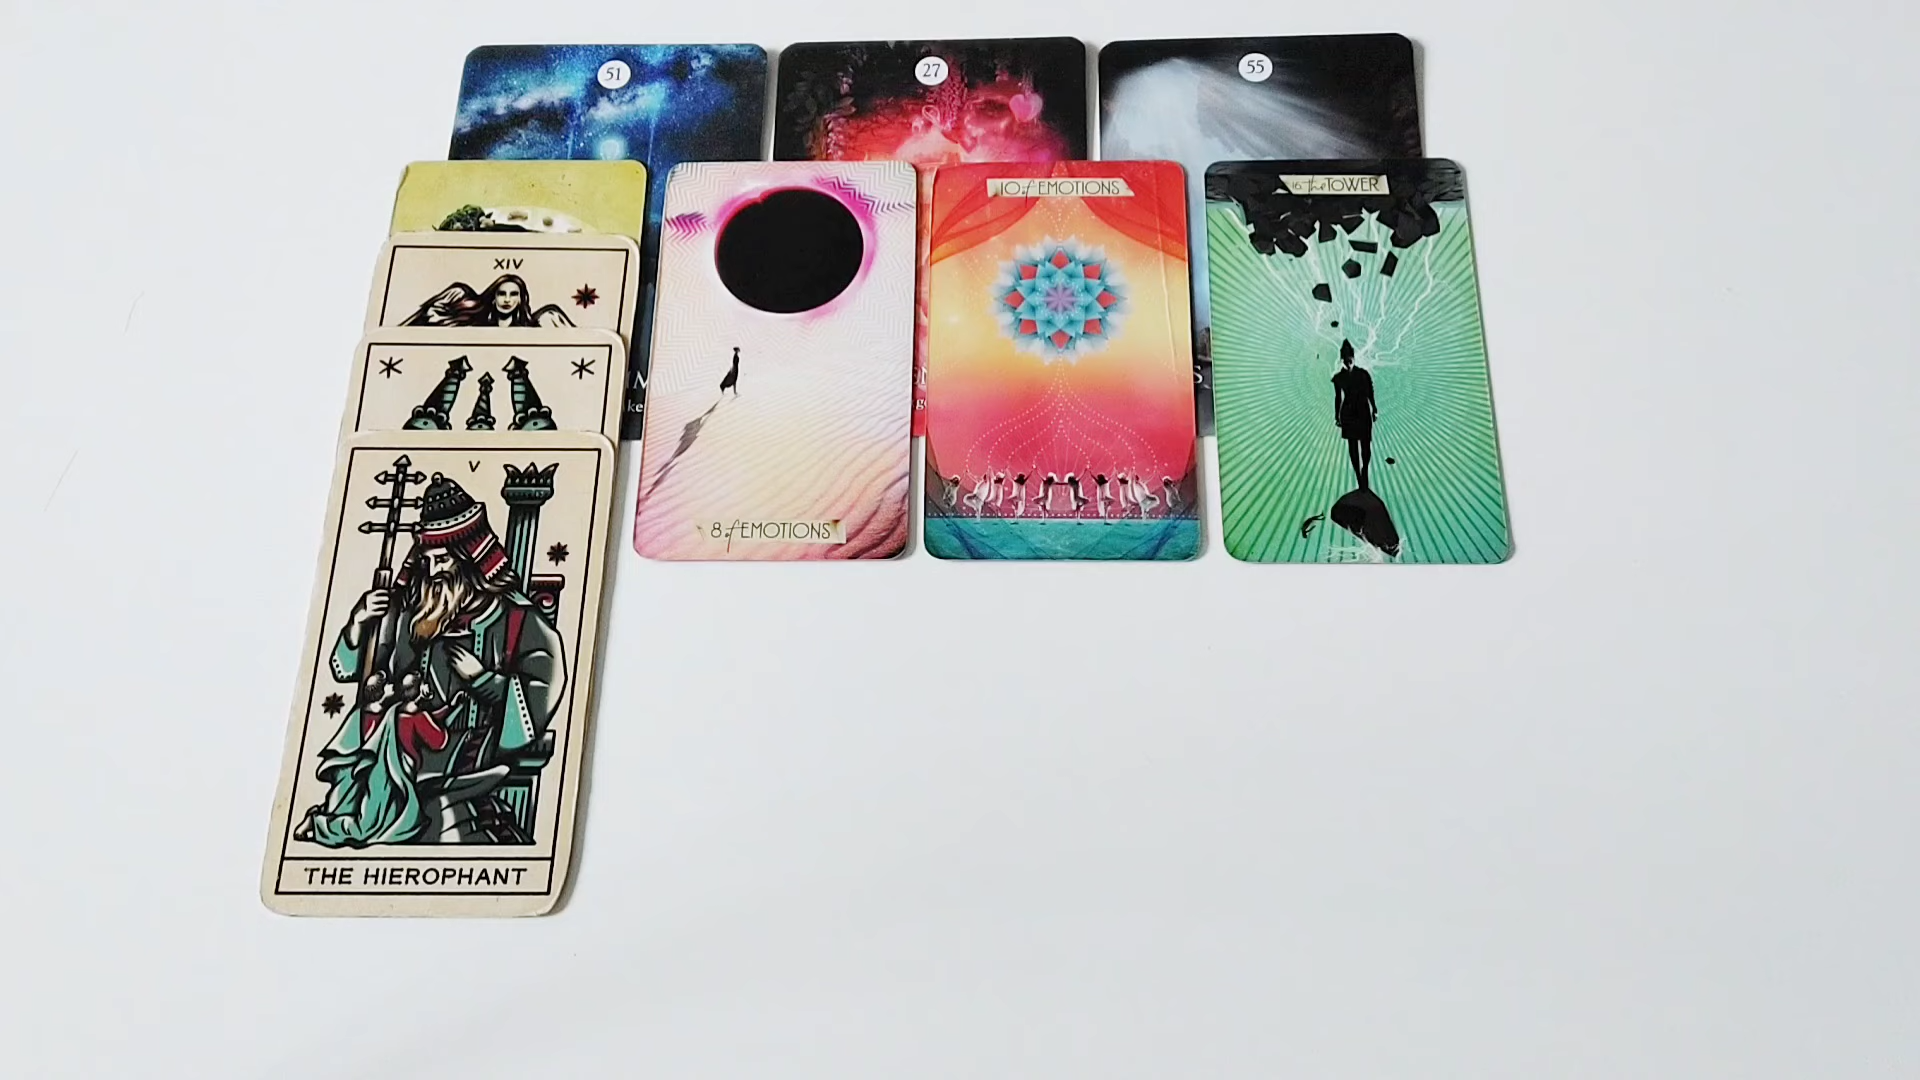 51
27
55
10 of EMOTIONS
16. the TOWER
XIV
8 of EMOTIONS
V
THE HIEROPHANT